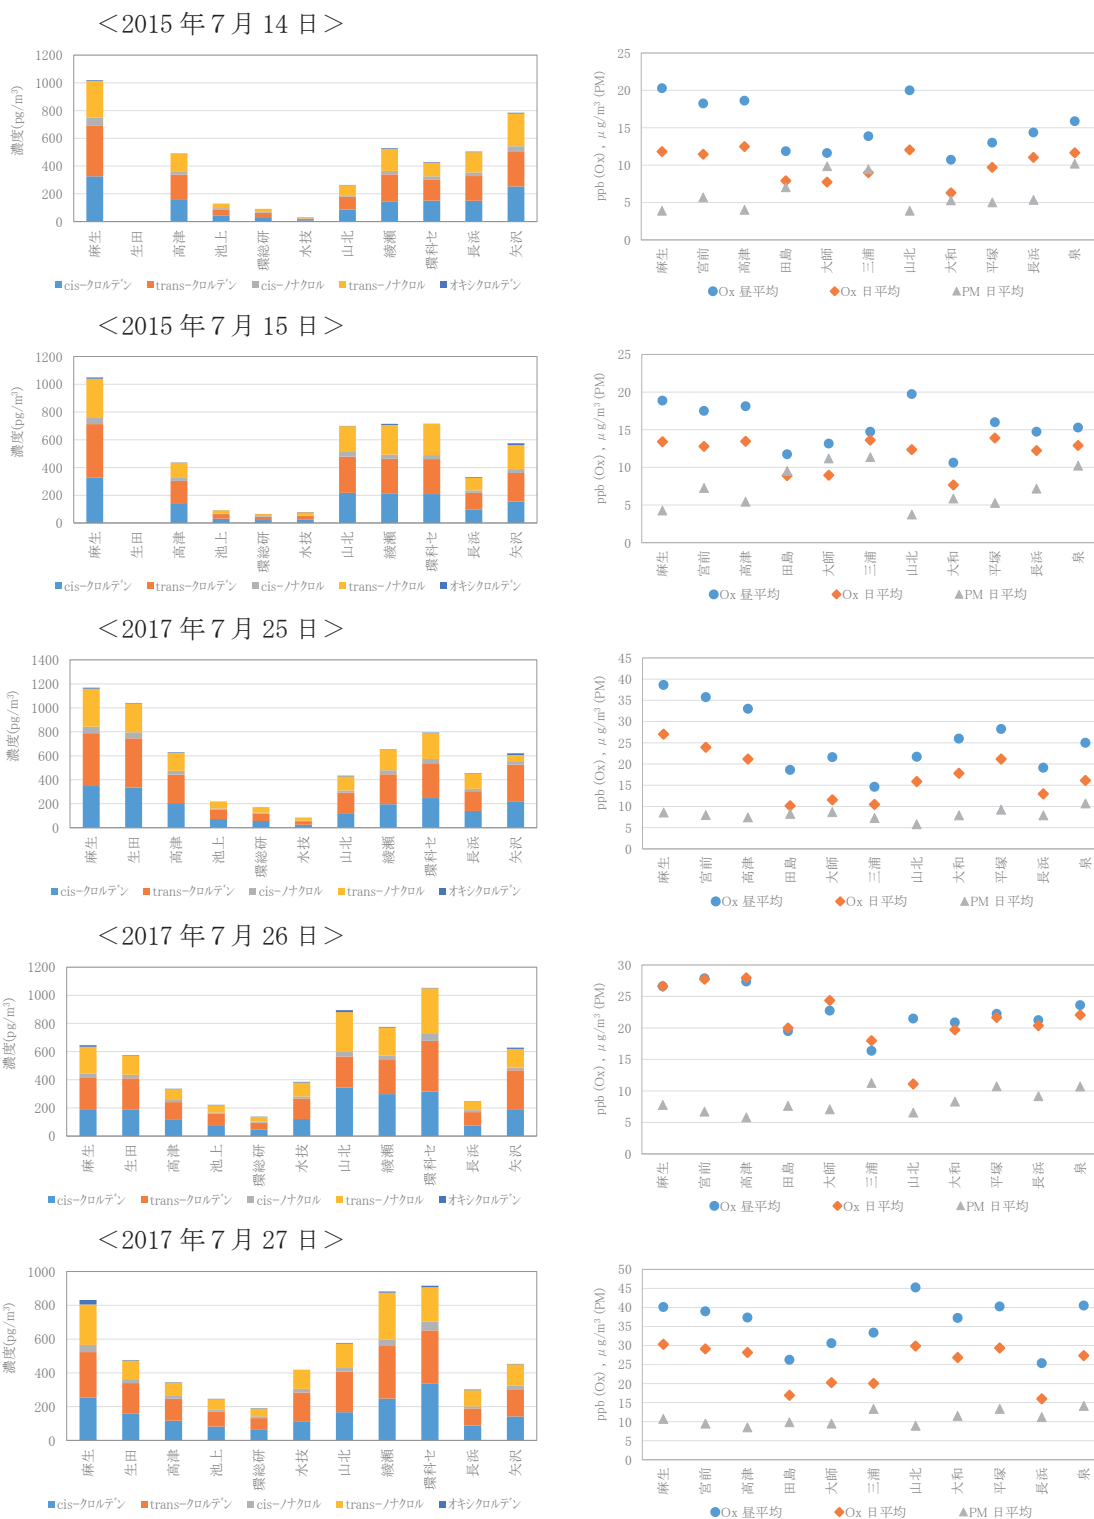 ＜2015年7月14日＞
濃度(pg/m³)
1200
1000
800
600
400
200
0
麻生 生田 高津 池上 環総研 水技 山北 綾瀬 環科セ 長浜 矢沢
cis-クロルデン trans-クロルデン cis-ノナクロル trans-ノナクロル オキシクロルデン
ppb (Ox) , μg/m³ (PM)
25
20
15
10
5
0
麻生 宮前 高津 田島 大師 三浦 山北 大和 平塚 長浜 泉
Ox 昼平均 Ox 日平均 PM 日平均
＜2015年7月15日＞
濃度(pg/m³)
1200
1000
800
600
400
200
0
麻生 生田 高津 池上 環総研 水技 山北 綾瀬 環科セ 長浜 矢沢
cis-クロルデン trans-クロルデン cis-ノナクロル trans-ノナクロル オキシクロルデン
ppb (Ox) , μg/m³ (PM)
25
20
15
10
5
0
麻生 宮前 高津 田島 大師 三浦 山北 大和 平塚 長浜 泉
Ox 昼平均 Ox 日平均 PM 日平均
＜2017年7月25日＞
濃度(pg/m³)
1400
1200
1000
800
600
400
200
0
麻生 生田 高津 池上 環総研 水技 山北 綾瀬 環科セ 長浜 矢沢
cis-クロルデン trans-クロルデン cis-ノナクロル trans-ノナクロル オキシクロルデン
ppb (Ox) , μg/m³ (PM)
45
40
35
30
25
20
15
10
5
0
麻生 宮前 高津 田島 大師 三浦 山北 大和 平塚 長浜 泉
Ox 昼平均 Ox 日平均 PM 日平均
＜2017年7月26日＞
濃度(pg/m³)
1200
1000
800
600
400
200
0
麻生 生田 高津 池上 環総研 水技 山北 綾瀬 環科セ 長浜 矢沢
cis-クロルデン trans-クロルデン cis-ノナクロル trans-ノナクロル オキシクロルデン
ppb (Ox) , μg/m³ (PM)
30
25
20
15
10
5
0
麻生 宮前 高津 田島 大師 三浦 山北 大和 平塚 長浜 泉
Ox 昼平均 Ox 日平均 PM 日平均
＜2017年7月27日＞
濃度(pg/m³)
1000
800
600
400
200
0
麻生 生田 高津 池上 環総研 水技 山北 綾瀬 環科セ 長浜 矢沢
cis-クロルデン trans-クロルデン cis-ノナクロル trans-ノナクロル オキシクロルデン
ppb (Ox) , μg/m³ (PM)
50
45
40
35
30
25
20
15
10
5
0
麻生 宮前 高津 田島 大師 三浦 山北 大和 平塚 長浜 泉
Ox 昼平均 Ox 日平均 PM 日平均